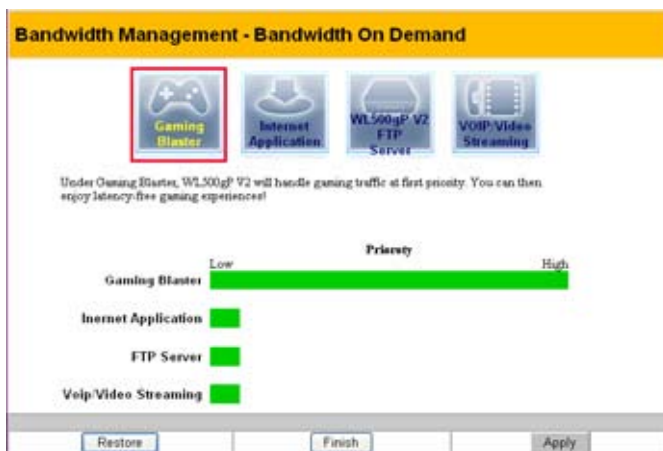 Bandwidth Management - Bandwidth On Demand
Gaming
Blaster
Internet
Application
WL500gP V2
FTP
Server
VOIP/Video
Streaming
Under Gaming Blaster, WL500gP V2 will handle gaming traffic at first priority. You can then
enjoy latency-free gaming experiences!
Priority
Low High
Gaming Blaster
Inernet Application
FTP Server
Voip/Video Streaming
Restore Finish Apply